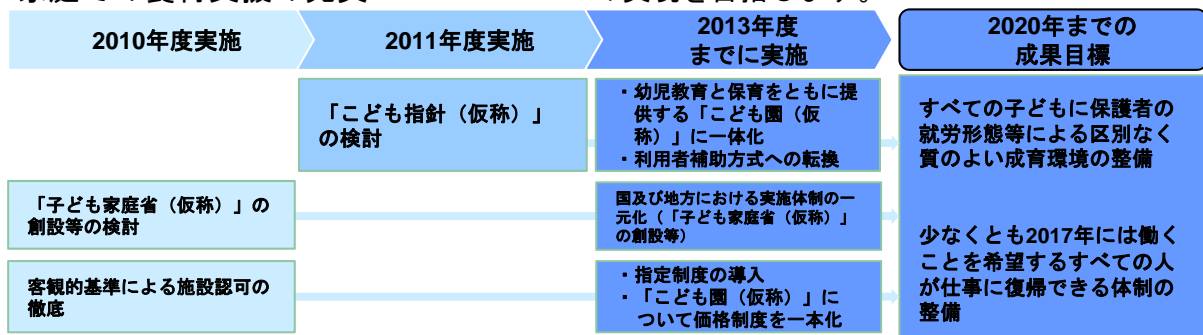 2010年度実施
2011年度実施
2013年度
までに実施
2020年までの
成果目標
「こども指針（仮称）」
の検討
・幼児教育と保育をともに提
供する「こども園（仮
称）」に一体化
・利用者補助方式への転換
すべての子どもに保護者の
就労形態等による区別なく
質のよい成育環境の整備
「子ども家庭省（仮称）」の
創設等の検討
国及び地方における実施体制の一
元化（「子ども家庭省（仮称）」
の創設等）
少なくとも2017年には働く
ことを希望するすべての人
が仕事に復帰できる体制の
整備
客観的基準による施設認可の
徹底
・指定制度の導入
・「こども園（仮称）」に
ついて価格制度を一本化